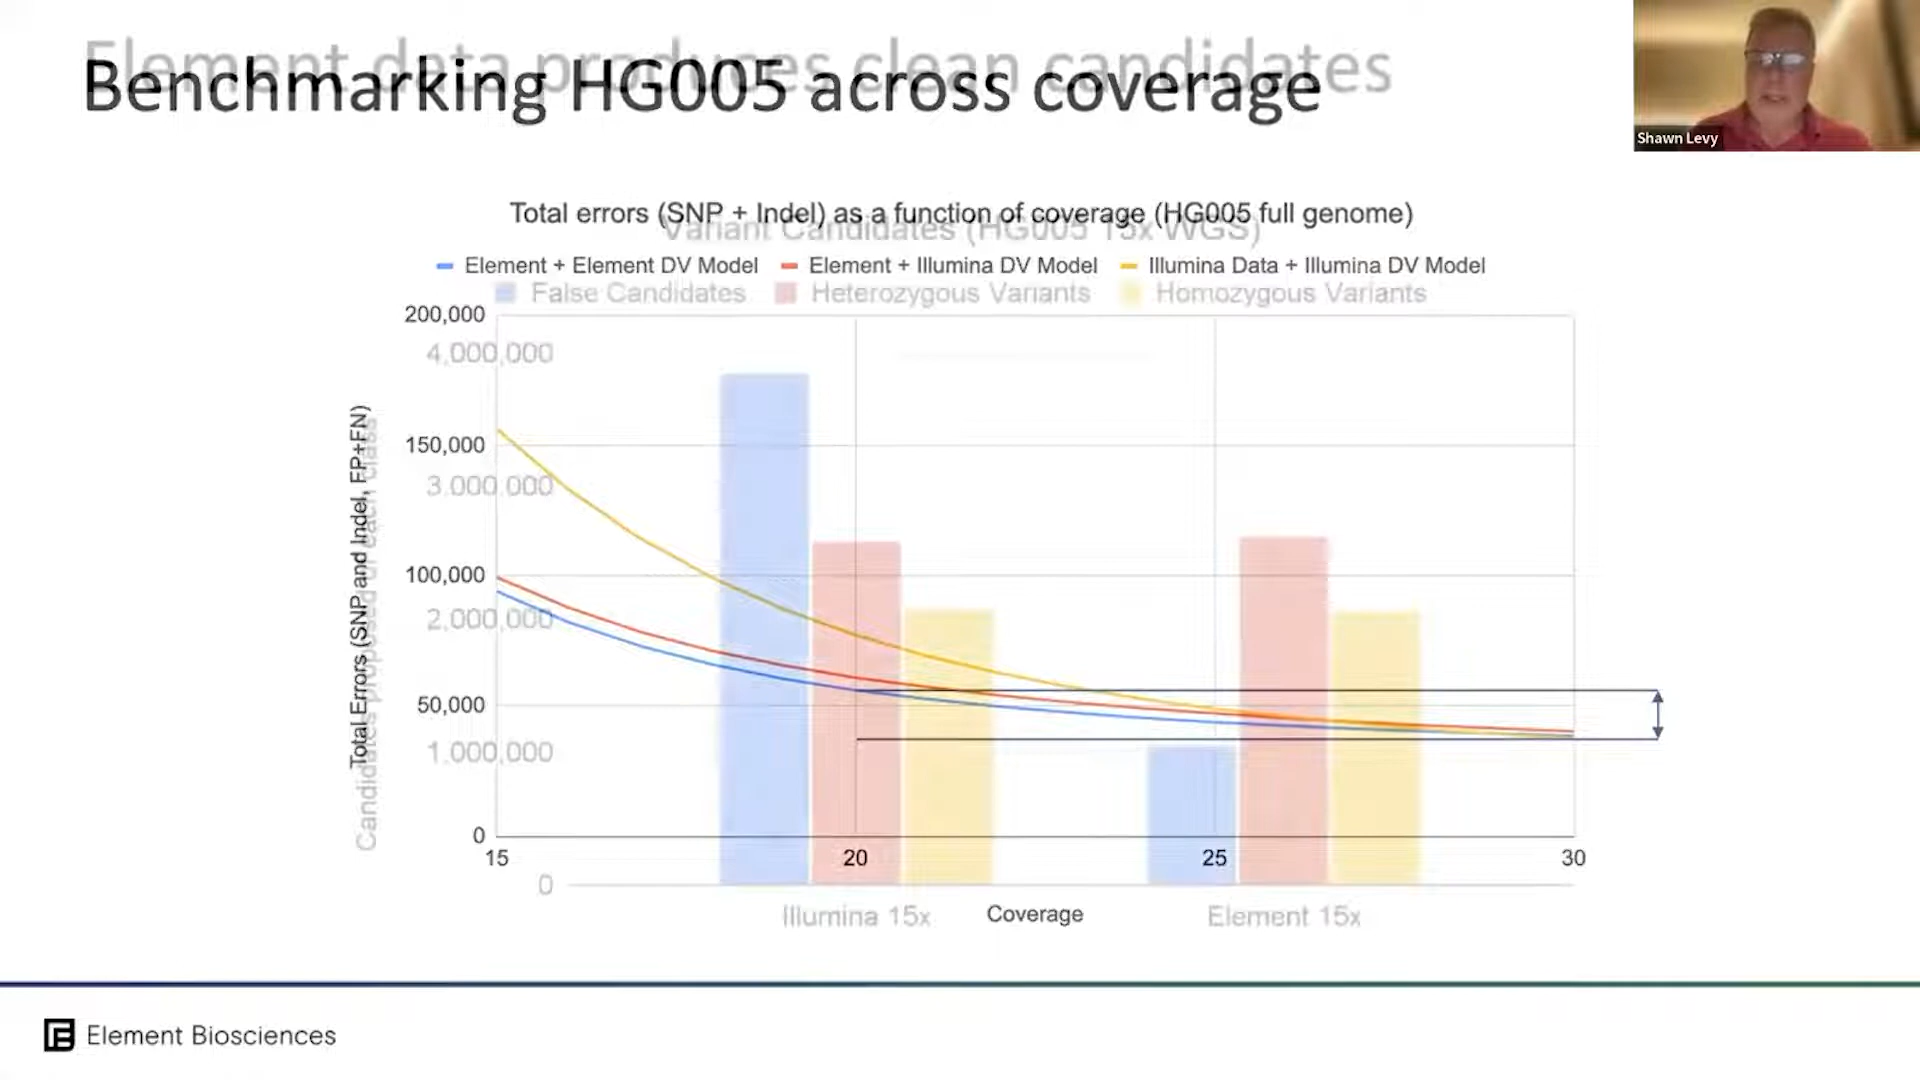 Element data produces clean candidates
Benchmarking HG005 across coverage
Shawn Levy
Total errors (SNP + Indel) as a function of coverage (HG005 full genome)
Variant Candidates (HG005 15x WGS)
Element + Element DV Model Element + Illumina DV Model Illumina Data + Illumina DV Model
False Candidates Heterozygous Variants Homozygous Variants
200,000
4,000,000
150,000
3,000,000
100,000
2,000,000
50,000
1,000,000
0
0
Total Errors (SNP and Indel, FP+FN)
Candidates proposed of each class
15 20 25 30
Illumina 15x Coverage Element 15x
Element Biosciences